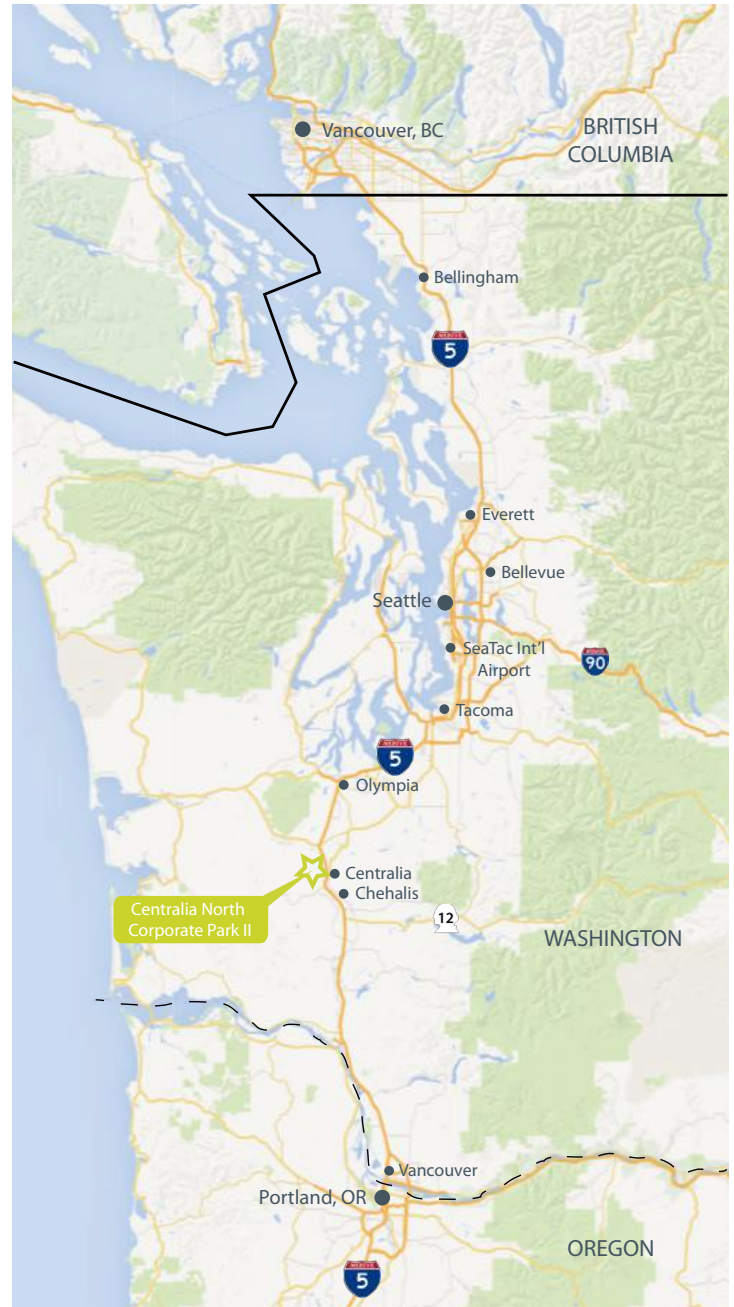 Vancouver, BC
BRITISH
COLUMBIA
Bellingham
5
Everett
Bellevue
Seattle
SeaTac Int'l
Airport
90
Tacoma
5
Olympia
Centralia
Chehalis
Centralia North
Corporate Park II
12
WASHINGTON
Vancouver
Portland, OR
OREGON
5